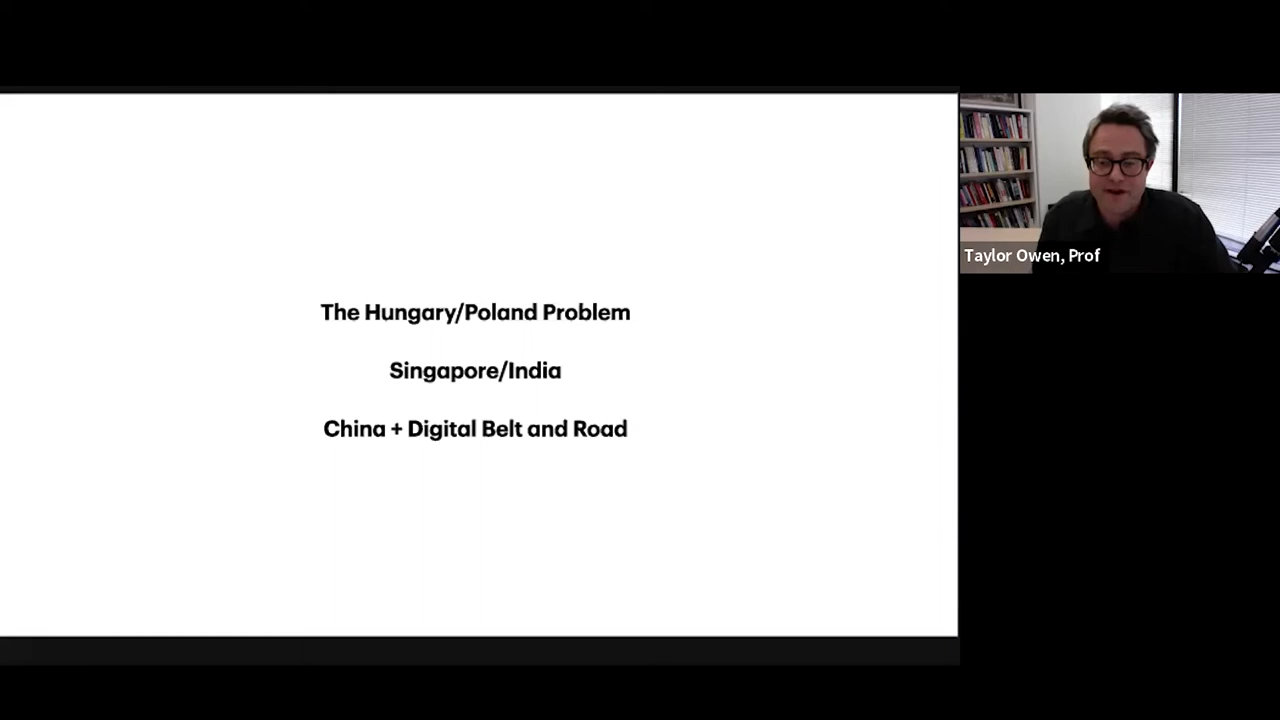 The Hungary/Poland Problem
Singapore/India
China + Digital Belt and Road
Taylor Owen, Prof